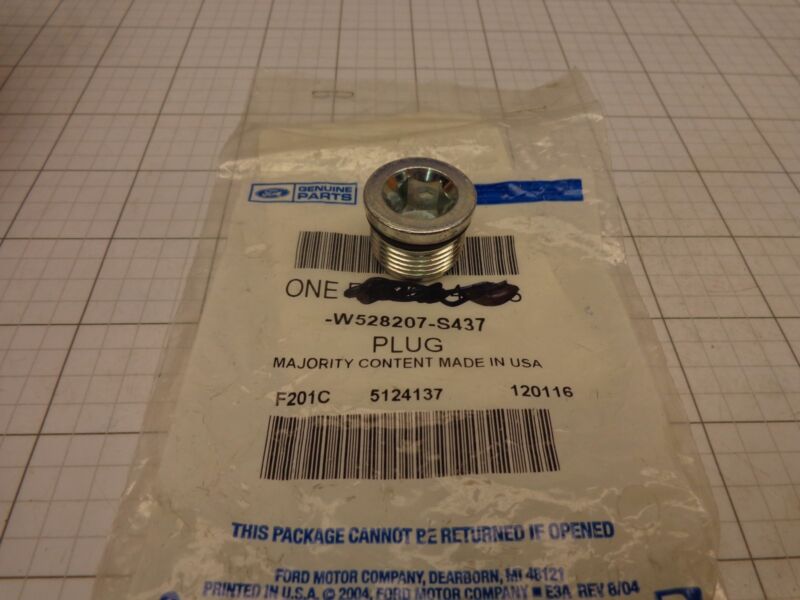 Ford GENUINE PARTS
ONE
-W528207-S437
PLUG
MAJORITY CONTENT MADE IN USA
F201C 5124137 120116
THIS PACKAGE CANNOT BE RETURNED IF OPENED
FORD MOTOR COMPANY, DEARBORN, MI 48121
PRINTED IN U.S.A. © 2004, FORD MOTOR COMPANY E3A REV 8/04